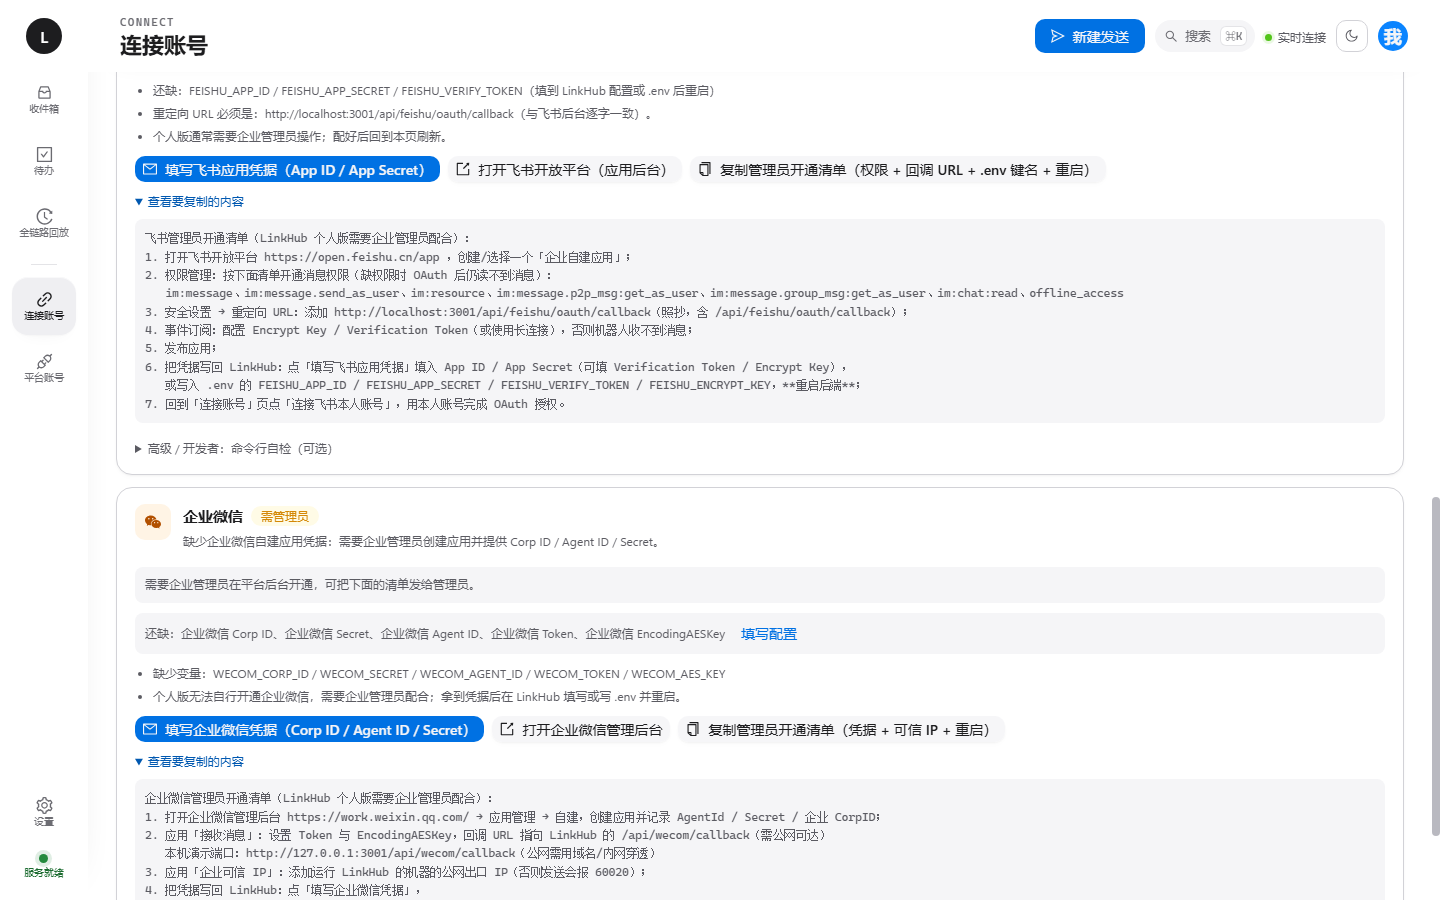 L
收件箱
待办
全链路回放
连接账号
平台账号
设置
服务就绪
CONNECT
连接账号
新建发送
搜索 ⌘K
实时连接
我
• 还缺：FEISHU_APP_ID / FEISHU_APP_SECRET / FEISHU_VERIFY_TOKEN（填到 LinkHub 配置或 .env 后重启）
• 重定向 URL 必须是：http://localhost:3001/api/feishu/oauth/callback（与飞书后台逐字一致）。
• 个人版通常需要企业管理员操作；配好后回到本页刷新。
填写飞书应用凭据（App ID / App Secret）
打开飞书开放平台（应用后台）
复制管理员开通清单（权限 + 回调 URL + .env 键名 + 重启）
▼ 查看要复制的内容
飞书管理员开通清单（LinkHub 个人版需要企业管理员配合）：
1. 打开飞书开放平台 https://open.feishu.cn/app ，创建/选择一个「企业自建应用」；
2. 权限管理：按下面清单开通消息权限（缺权限时 OAuth 后仍读不到消息）：
im:message、im:message.send_as_user、im:resource、im:message.p2p_msg:get_as_user、im:message.group_msg:get_as_user、im:chat:read、offline_access
3. 安全设置 → 重定向 URL：添加 http://localhost:3001/api/feishu/oauth/callback（照抄，含 /api/feishu/oauth/callback）；
4. 事件订阅：配置 Encrypt Key / Verification Token（或使用长连接），否则机器人收不到消息；
5. 发布应用；
6. 把凭据写回 LinkHub：点「填写飞书应用凭据」填入 App ID / App Secret（可填 Verification Token / Encrypt Key），
或写入 .env 的 FEISHU_APP_ID / FEISHU_APP_SECRET / FEISHU_VERIFY_TOKEN / FEISHU_ENCRYPT_KEY，**重启后端**；
7. 回到「连接账号」页点「连接飞书本人账号」，用本人账号完成 OAuth 授权。
▶ 高级 / 开发者：命令行自检（可选）
企业微信 需管理员
缺少企业微信自建应用凭据：需要企业管理员创建应用并提供 Corp ID / Agent ID / Secret。
需要企业管理员在平台后台开通，可把下面的清单发给管理员。
还缺：企业微信 Corp ID、企业微信 Secret、企业微信 Agent ID、企业微信 Token、企业微信 EncodingAESKey 填写配置
• 缺少变量：WECOM_CORP_ID / WECOM_SECRET / WECOM_AGENT_ID / WECOM_TOKEN / WECOM_AES_KEY
• 个人版无法自行开通企业微信，需要企业管理员配合；拿到凭据后在 LinkHub 填写或写 .env 并重启。
填写企业微信凭据（Corp ID / Agent ID / Secret）
打开企业微信管理后台
复制管理员开通清单（凭据 + 可信 IP + 重启）
▼ 查看要复制的内容
企业微信管理员开通清单（LinkHub 个人版需要企业管理员配合）：
1. 打开企业微信管理后台 https://work.weixin.qq.com/ → 应用管理 → 自建，创建应用并记录 AgentId / Secret / 企业 CorpID；
2. 应用「接收消息」：设置 Token 与 EncodingAESKey，回调 URL 指向 LinkHub 的 /api/wecom/callback（需公网可达）
本机演示端口：http://127.0.0.1:3001/api/wecom/callback（公网需用域名/内网穿透）
3. 应用「企业可信 IP」：添加运行 LinkHub 的机器的公网出口 IP（否则发送会报 60020）；
4. 把凭据写回 LinkHub：点「填写企业微信凭据」，